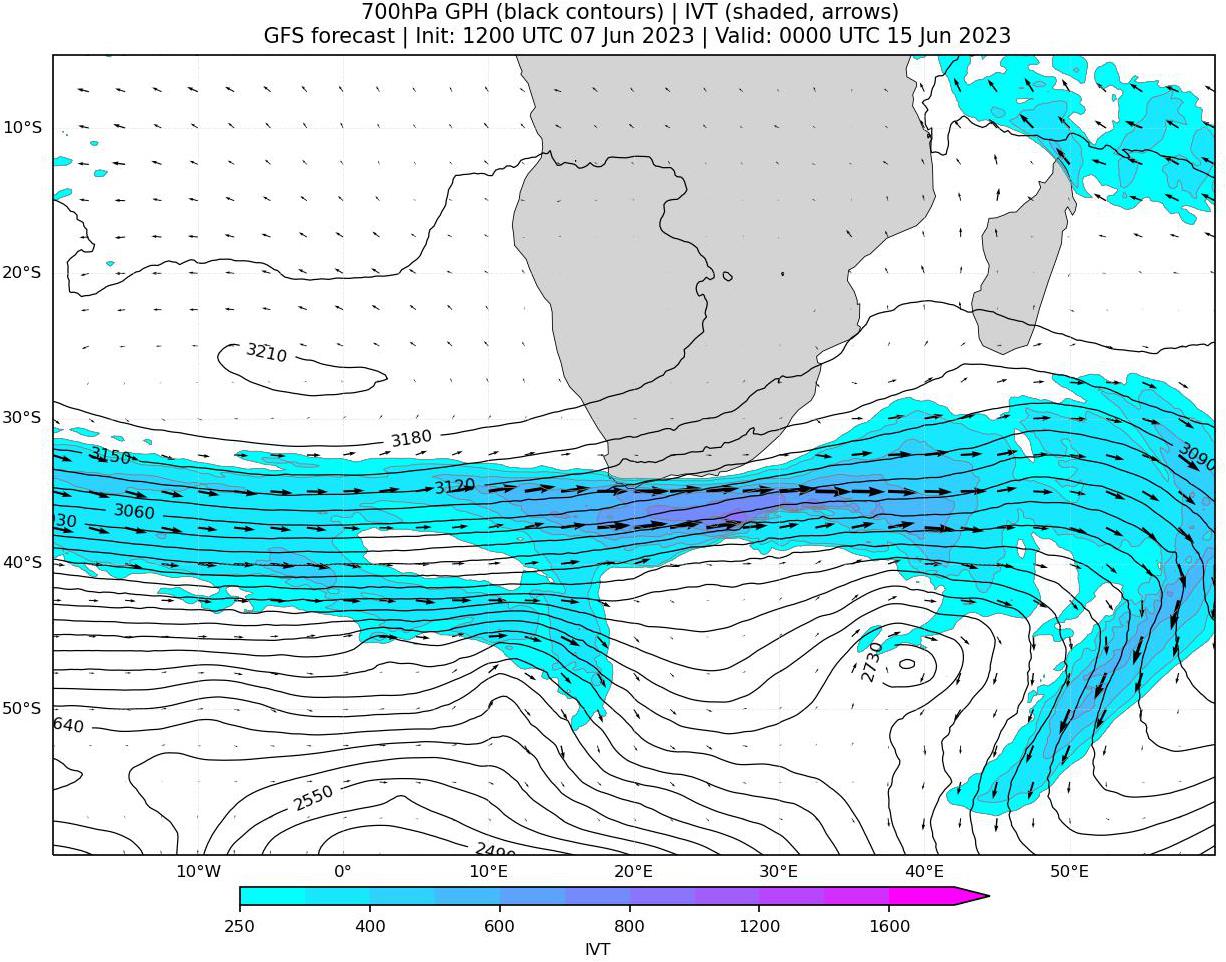 700hPa GPH (black contours) | IVT (shaded, arrows)
GFS forecast | Init: 1200 UTC 07 Jun 2023 | Valid: 0000 UTC 15 Jun 2023
10°S
20°S
3210
30°S
3180
3150
3090
3120
3060
030
40°S
2730
50°S
640
2550
2490
10°W 0° 10°E 20°E 30°E 40°E 50°E
250 400 600 800 1200 1600
IVT